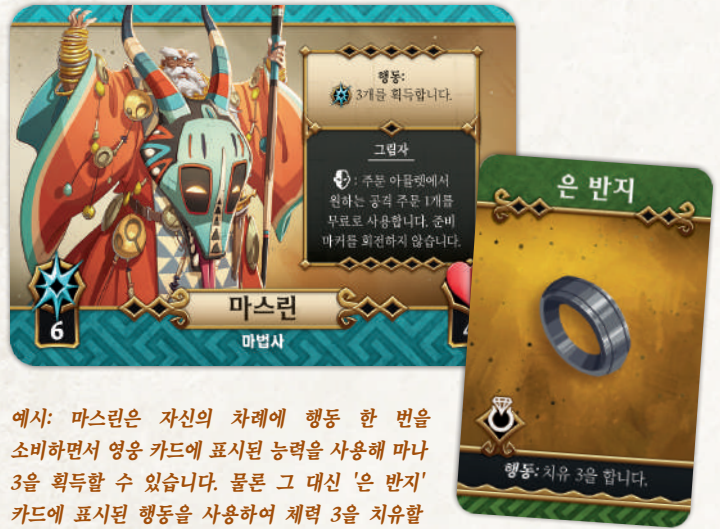 행동:
3개를 획득합니다.
그림자
: 주문 아플렛에서
원하는 공격 주문 1개를
무료로 사용합니다. 준비
마커를 회전하지 않습니다.
6
마스린
마법사
은 반지
행동: 치유 3을 합니다.
예시: 마스린은 자신의 차례에 행동 한 번을
소비하면서 영웅 카드에 표시된 능력을 사용해 마나
3을 획득할 수 있습니다. 물론 그 대신 '은 반지'
카드에 표시된 행동을 사용하여 체력 3을 치유할